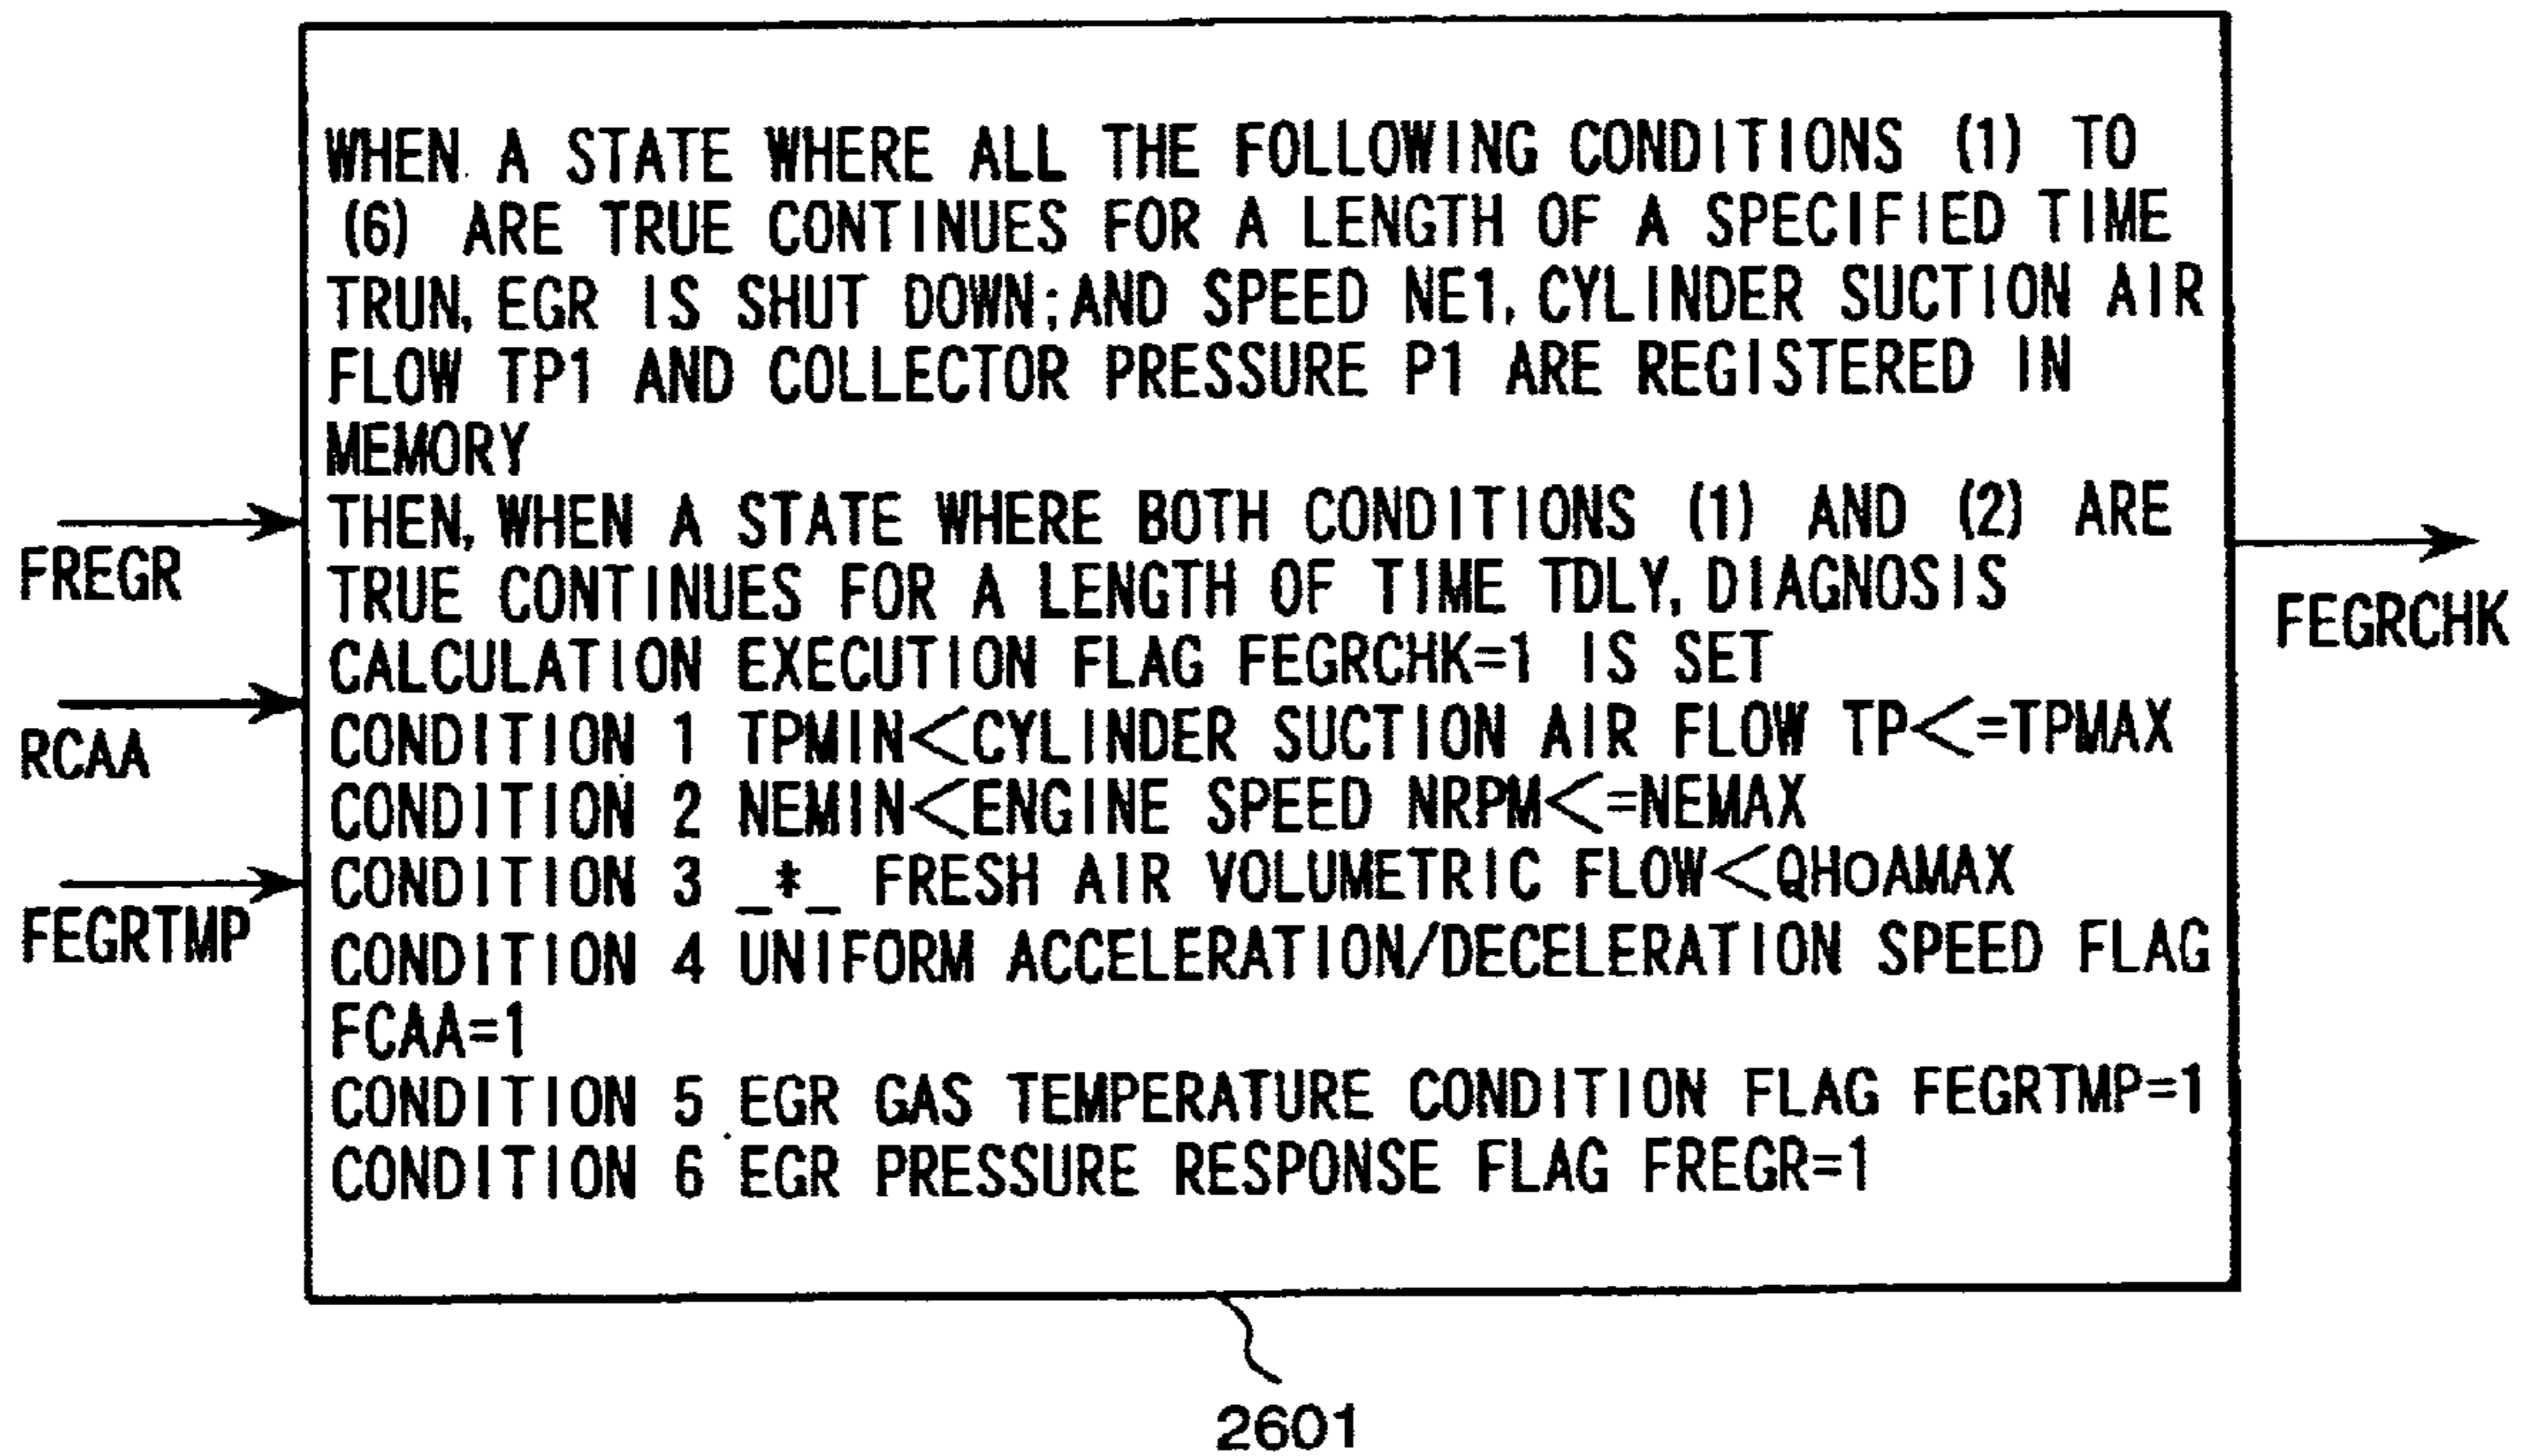 WHEN A STATE WHERE ALL THE FOLLOWING CONDITIONS (1) TO
(6) ARE TRUE CONTINUES FOR A LENGTH OF A SPECIFIED TIME
TRUN, EGR IS SHUT DOWN;AND SPEED NE1, CYLINDER SUCTION AIR
FLOW TP1 AND COLLECTOR PRESSURE P1 ARE REGISTERED IN
MEMORY
THEN, WHEN A STATE WHERE BOTH CONDITIONS (1) AND (2) ARE
TRUE CONTINUES FOR A LENGTH OF TIME TDLY, DIAGNOSIS
CALCULATION EXECUTION FLAG FEGRCHK=1 IS SET
CONDITION 1 TPMIN<CYLINDER SUCTION AIR FLOW TP<=TPMAX
CONDITION 2 NEMIN<ENGINE SPEED NRPM<=NEMAX
CONDITION 3 _*_ FRESH AIR VOLUMETRIC FLOW<QHOAMAX
CONDITION 4 UNIFORM ACCELERATION/DECELERATION SPEED FLAG
FCAA=1
CONDITION 5 EGR GAS TEMPERATURE CONDITION FLAG FEGRTMP=1
CONDITION 6 EGR PRESSURE RESPONSE FLAG FREGR=1
FREGR
RCAA
FEGRTMP
FEGRCHK
2601